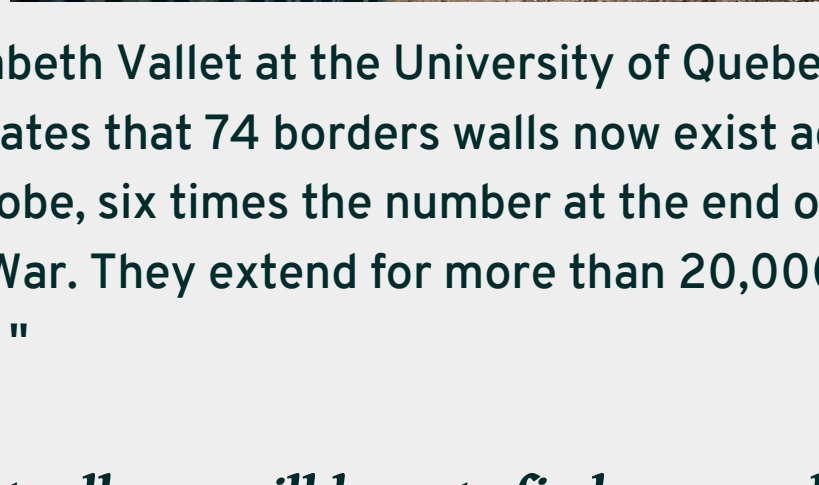 beth Vallet at the University of Quebe
ates that 74 borders walls now exist a
obe, six times the number at the end o
War. They extend for more than 20,000
"